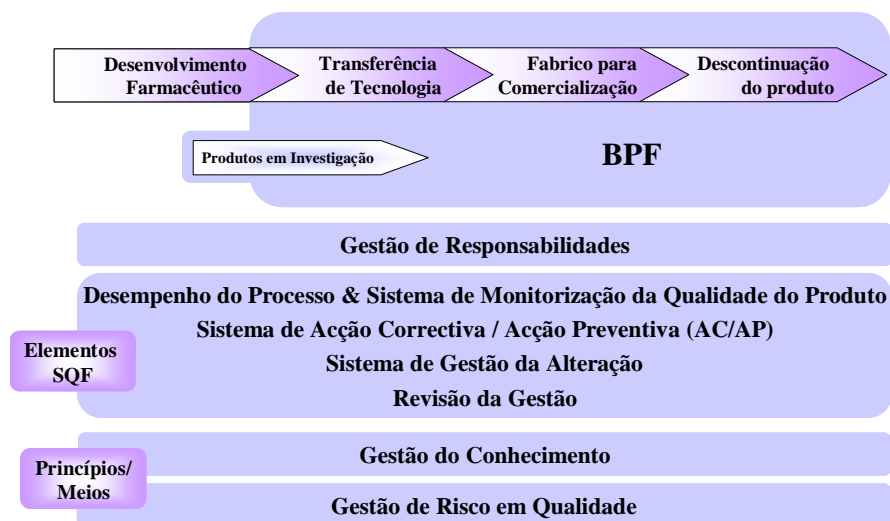 Desenvolvimento
Farmacêutico
Transferência
de Tecnologia
Fabrico para
Comercialização
Descontinuação
do produto
Produtos em Investigação
BPF
Gestão de Responsabilidades
Desempenho do Processo & Sistema de Monitorização da Qualidade do Produto
Sistema de Acção Correctiva / Acção Preventiva (AC/AP)
Sistema de Gestão da Alteração
Revisão da Gestão
Elementos
SQF
Gestão do Conhecimento
Princípios/
Meios
Gestão de Risco em Qualidade